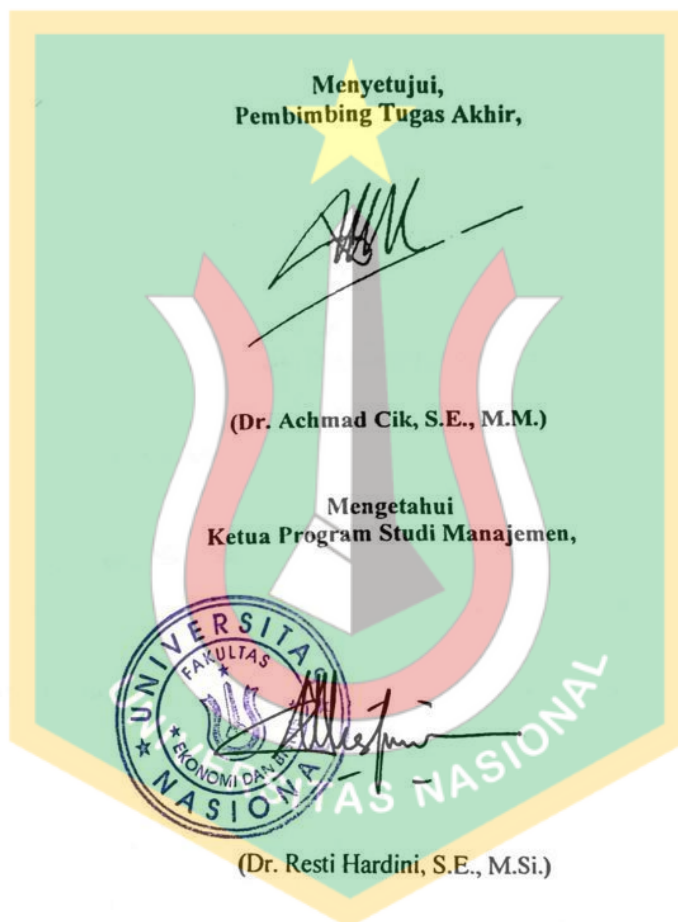 Menyetujui,
Pembimbing Tugas Akhir,
(Dr. Achmad Cik, S.E., M.M.)
Mengetahui
Ketua Program Studi Manajemen,
UNIVERSITAS
FAKULTAS
EKONOMI DAN BI
NASIONAL
UNIVERSITAS NASIONAL
(Dr. Resti Hardini, S.E., M.Si.)